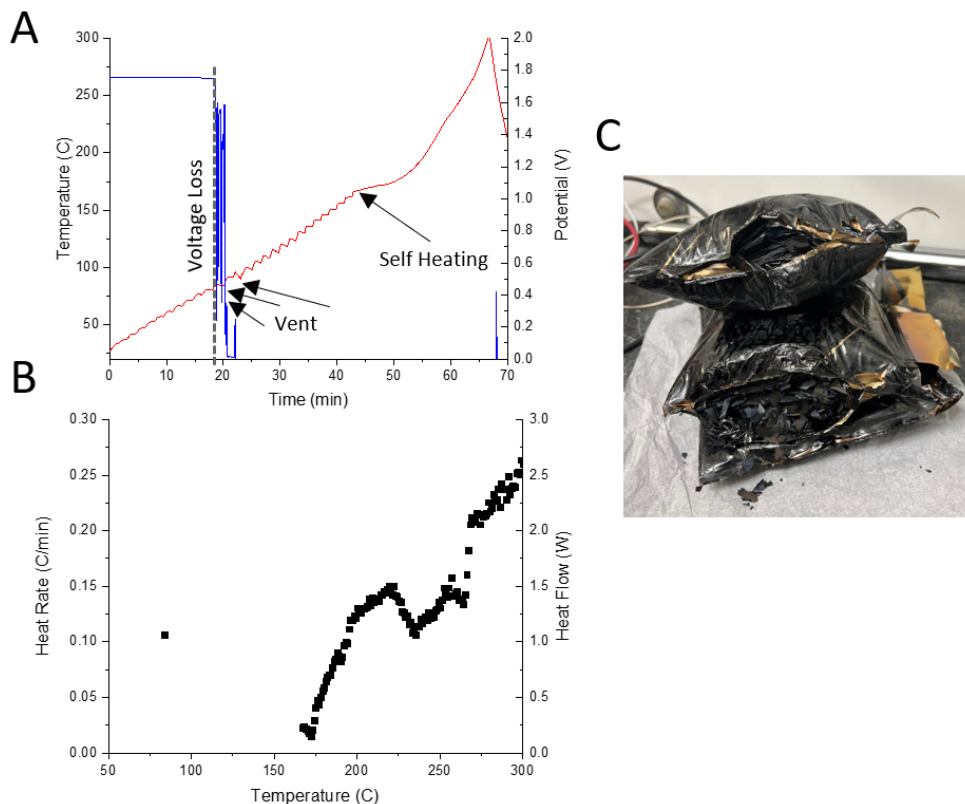 A
300
250
200
150
100
50
Temperature (C)
2.0
1.8
1.6
1.4
1.2
1.0
0.8
0.6
0.4
0.2
0.0
Potential (V)
Voltage Loss
Self Heating
Vent
0 10 20 30 40 50 60 70
Time (min)
B
0.30
0.25
0.20
0.15
0.10
0.05
0.00
Heat Rate (C/min)
3.0
2.5
2.0
1.5
1.0
0.5
0.0
Heat Flow (W)
50 100 150 200 250 300
Temperature (C)
C